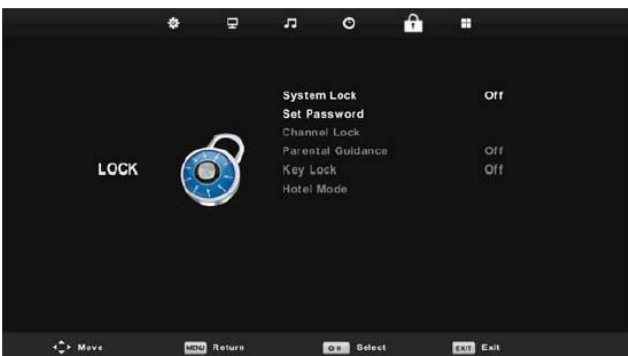 System Lock Off
Set Password
Channel Lock
Parental Guidance Off
LOCK
Key Lock Off
Hotel Mode
Move MENU Return OK Select EXIT Exit